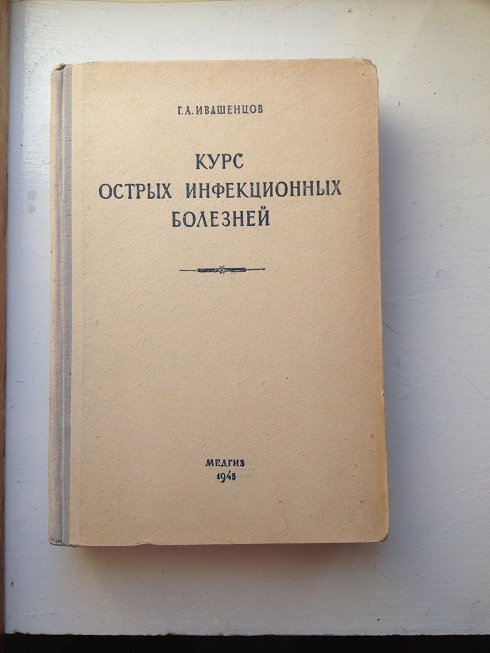 Г. А. ИВАШЕНЦОВ
КУРС
ОСТРЫХ ИНФЕКЦИОННЫХ
БОЛЕЗНЕЙ
МЕДГИЗ
1948